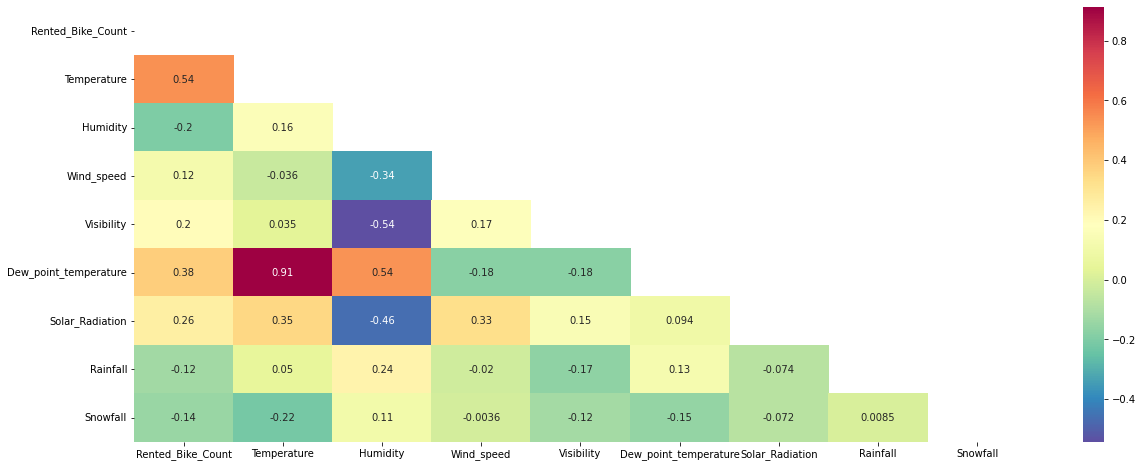 Rented_Bike_Count
Temperature 0.54
Humidity -0.2 0.16
Wind_speed 0.12 -0.036 -0.34
Visibility 0.2 0.035 -0.54 0.17
Dew_point_temperature 0.38 0.91 0.54 -0.18 -0.18
Solar_Radiation 0.26 0.35 -0.46 0.33 0.15 0.094
Rainfall -0.12 0.05 0.24 -0.02 -0.17 0.13 -0.074
Snowfall -0.14 -0.22 0.11 -0.0036 -0.12 -0.15 -0.072 0.0085
Rented_Bike_Count Temperature Humidity Wind_speed Visibility Dew_point_temperature Solar_Radiation Rainfall Snowfall
0.8
0.6
0.4
0.2
0.0
−0.2
−0.4